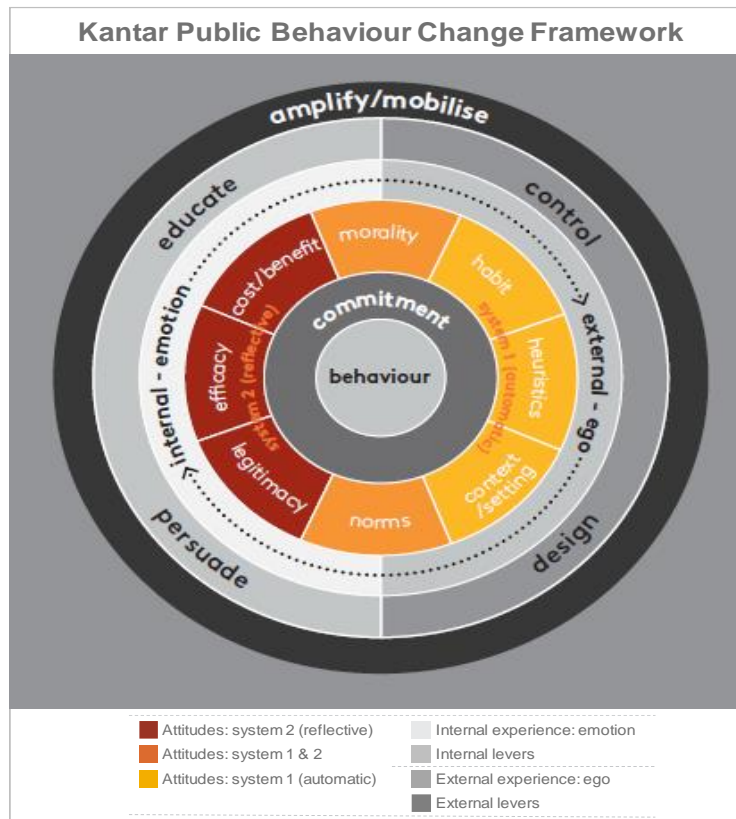 Kantar Public Behaviour Change Framework
amplify/mobilise
educate
control
internal - emotion
external - ego
persuade
design
morality
habit
heuristics
context
/setting
norms
legitimacy
efficacy
cost/benefit
system 2 (reflective)
system 1 (automatic)
commitment
behaviour
Attitudes: system 2 (reflective)
Attitudes: system 1 & 2
Attitudes: system 1 (automatic)
Internal experience: emotion
Internal levers
External experience: ego
External levers